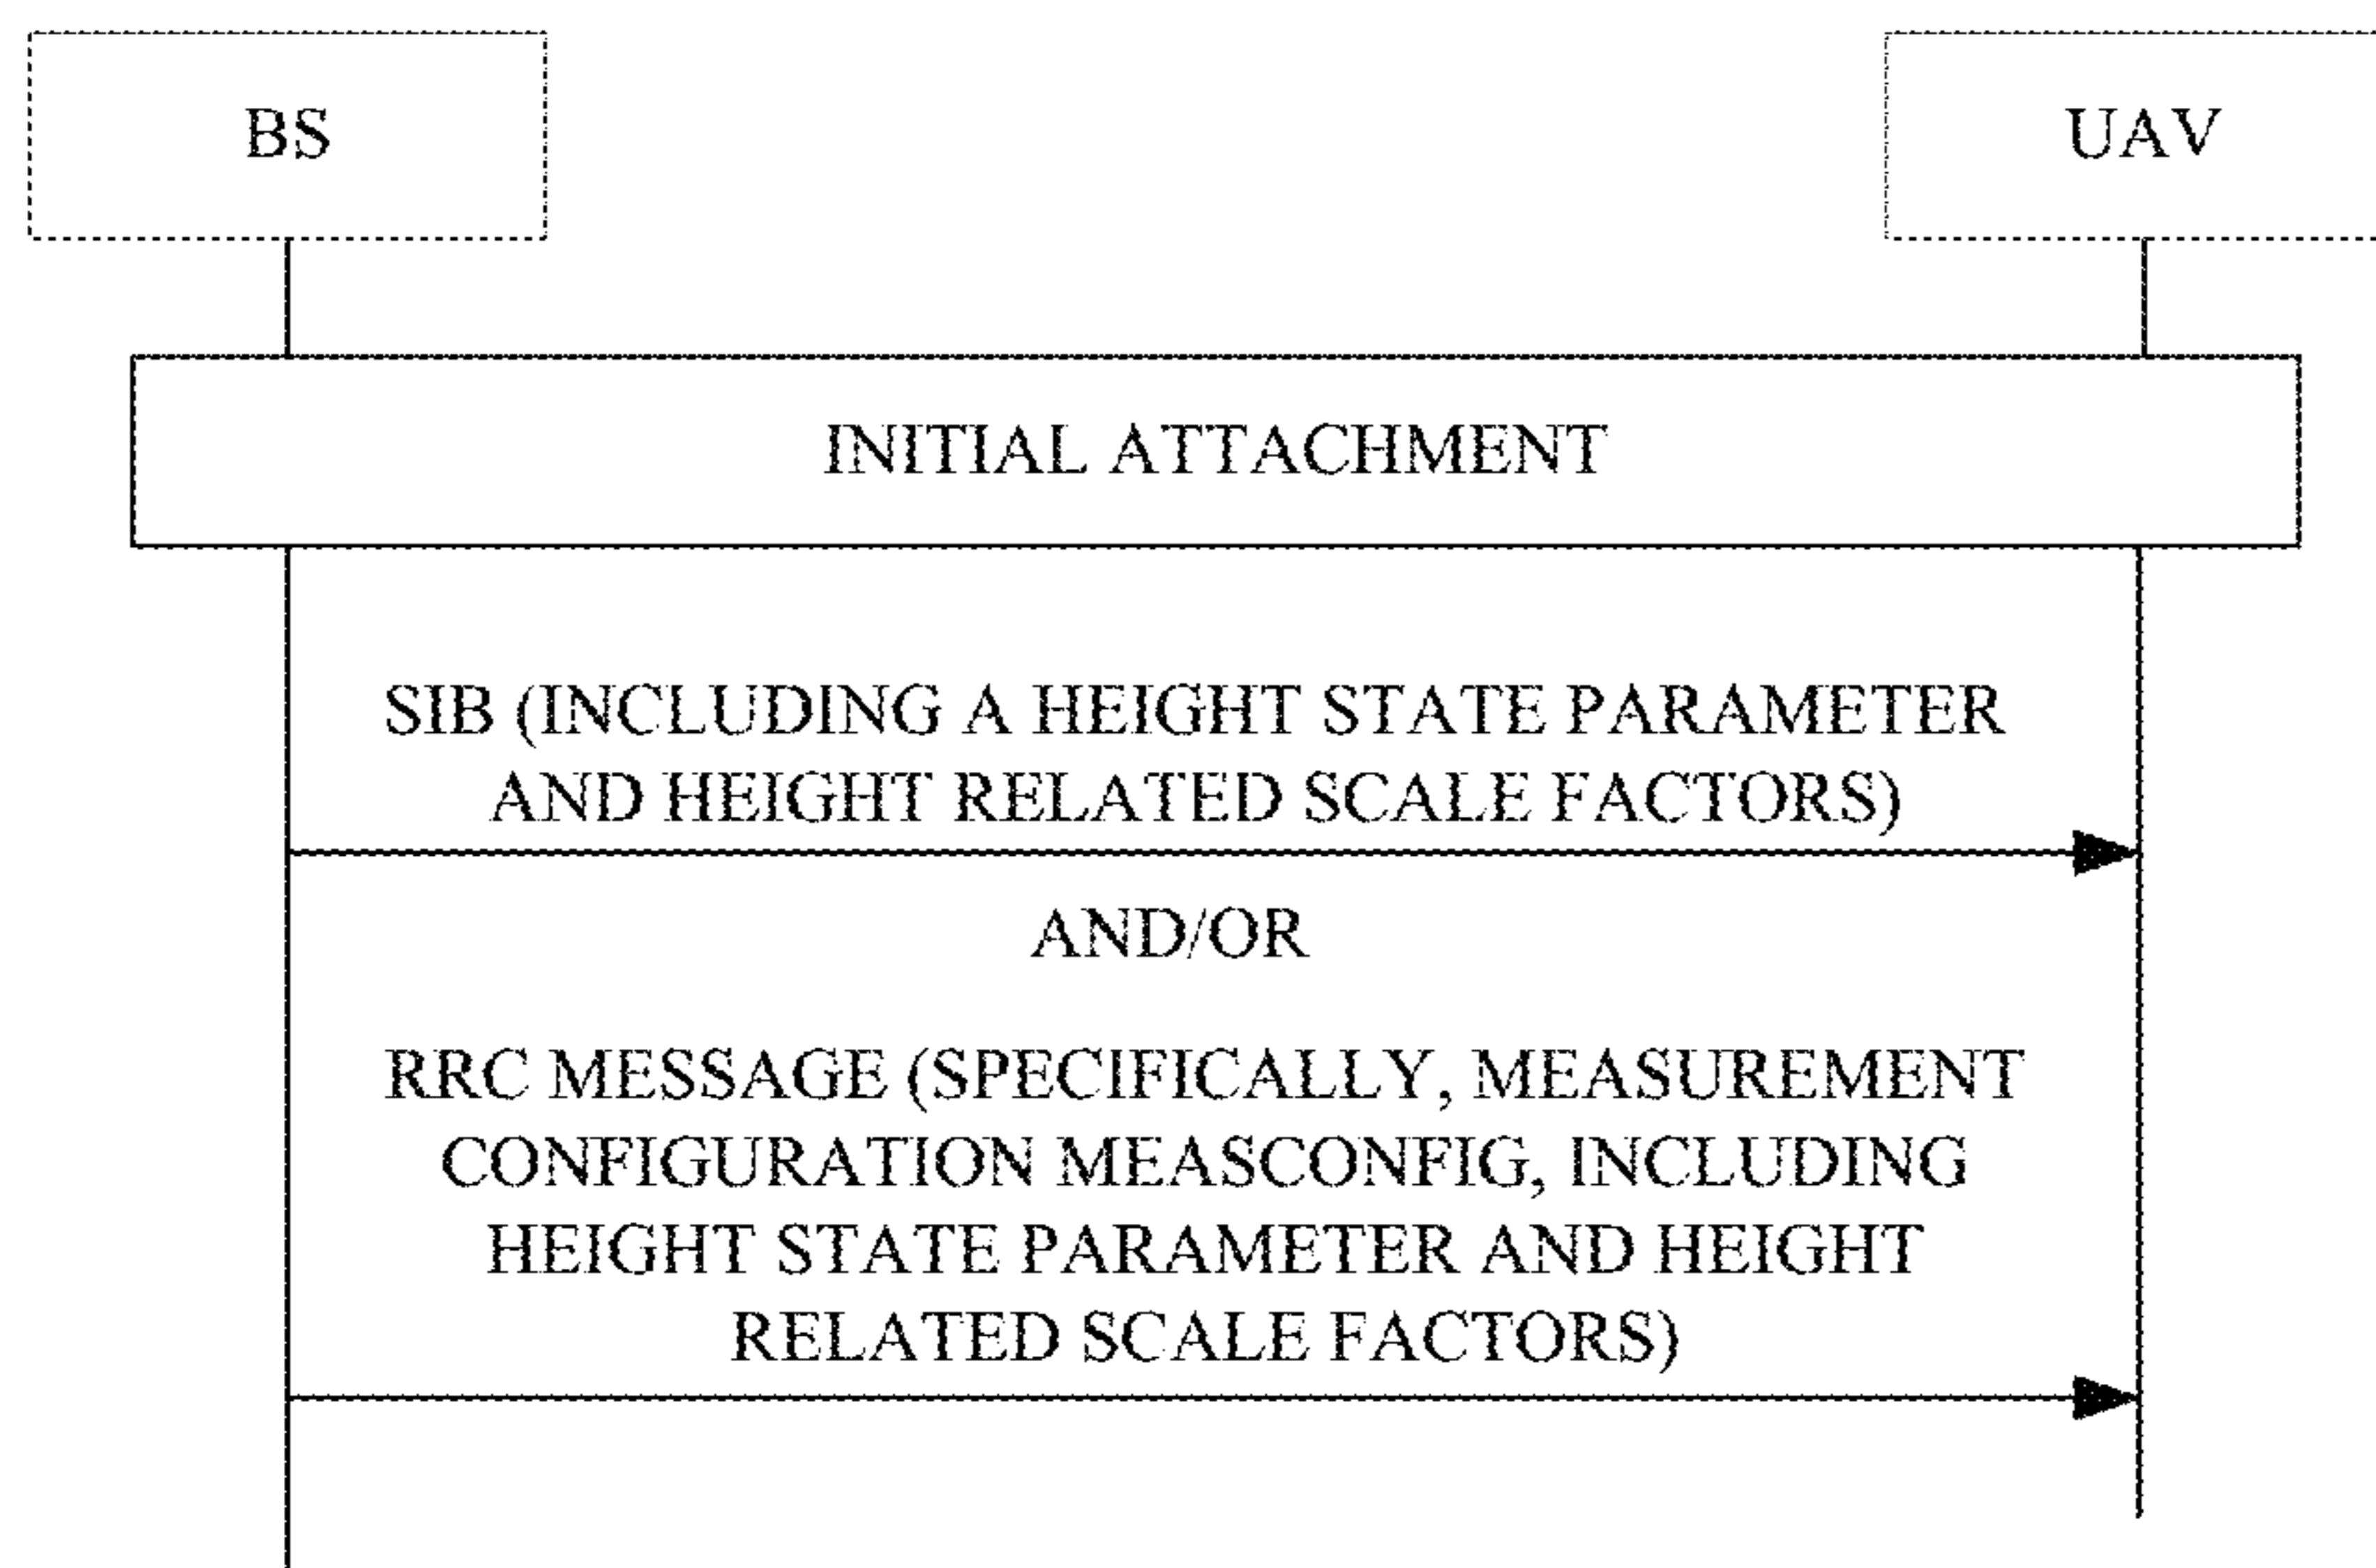 BS
UAV
INITIAL ATTACHMENT
SIB (INCLUDING A HEIGHT STATE PARAMETER
AND HEIGHT RELATED SCALE FACTORS)
AND/OR
RRC MESSAGE (SPECIFICALLY, MEASUREMENT
CONFIGURATION MEASCONFIG, INCLUDING
HEIGHT STATE PARAMETER AND HEIGHT
RELATED SCALE FACTORS)